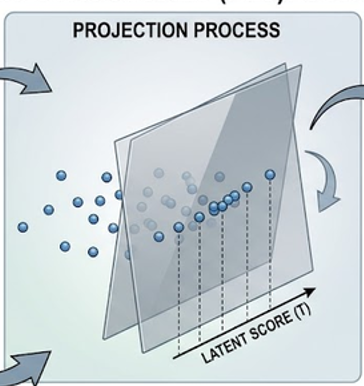 PROJECTION PROCESS
LATENT SCORE (T)